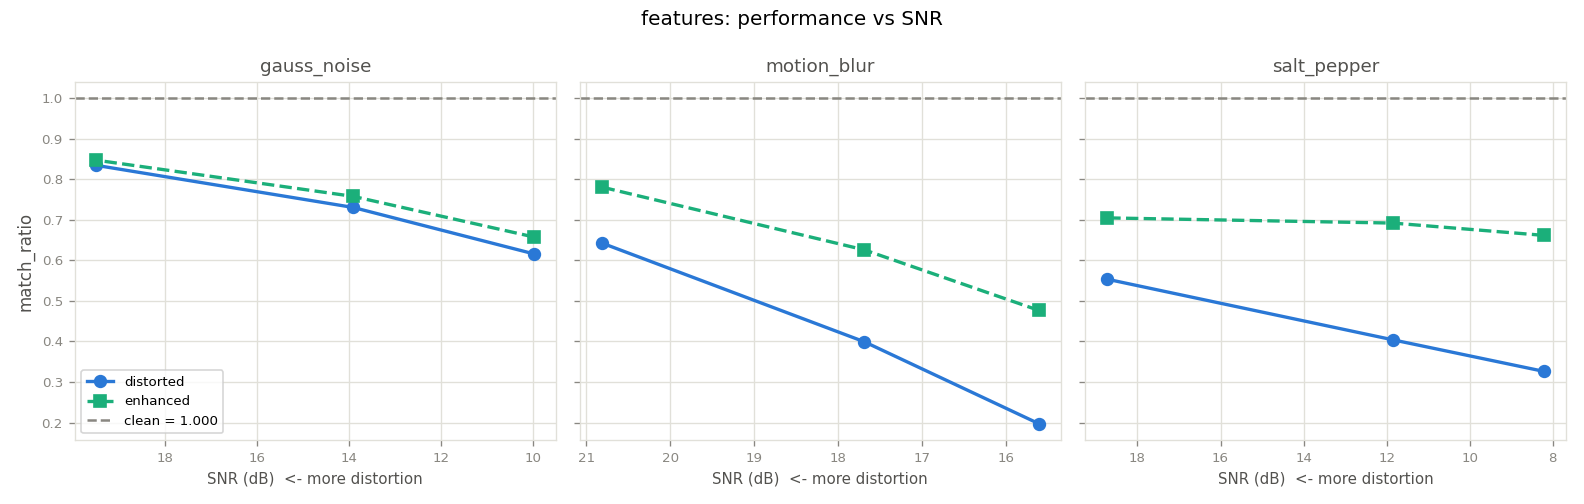 features: performance vs SNR
gauss_noise
motion_blur
salt_pepper
match_ratio
1.0
0.9
0.8
0.7
0.6
0.5
0.4
0.3
0.2
distorted
enhanced
clean = 1.000
18 16 14 12 10
21 20 19 18 17 16
18 16 14 12 10 8
SNR (dB) <- more distortion
SNR (dB) <- more distortion
SNR (dB) <- more distortion